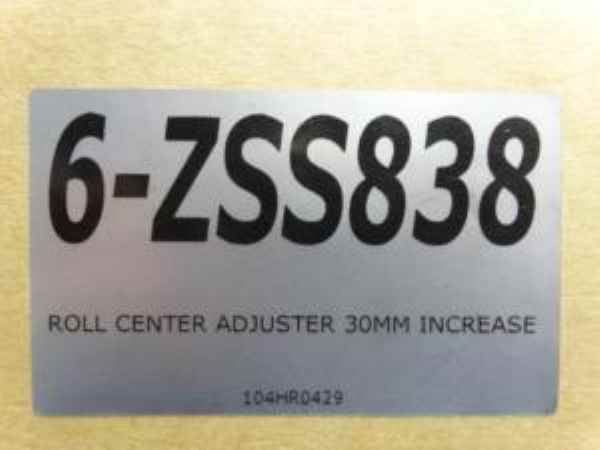 6-ZSS838
ROLL CENTER ADJUSTER 30MM INCREASE
104HR0429